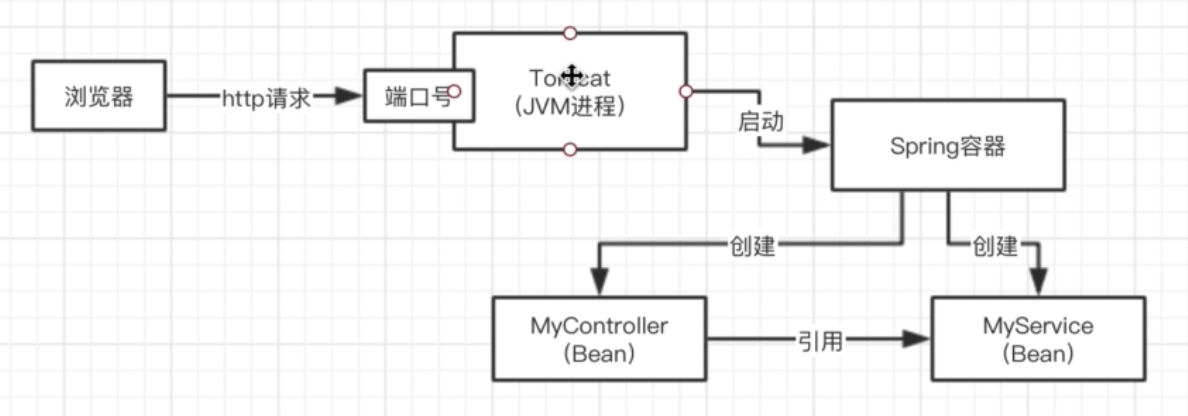 浏览器
http请求
端口号
Tomcat
（JVM进程）
启动
Spring容器
创建
创建
MyController
（Bean）
引用
MyService
（Bean）